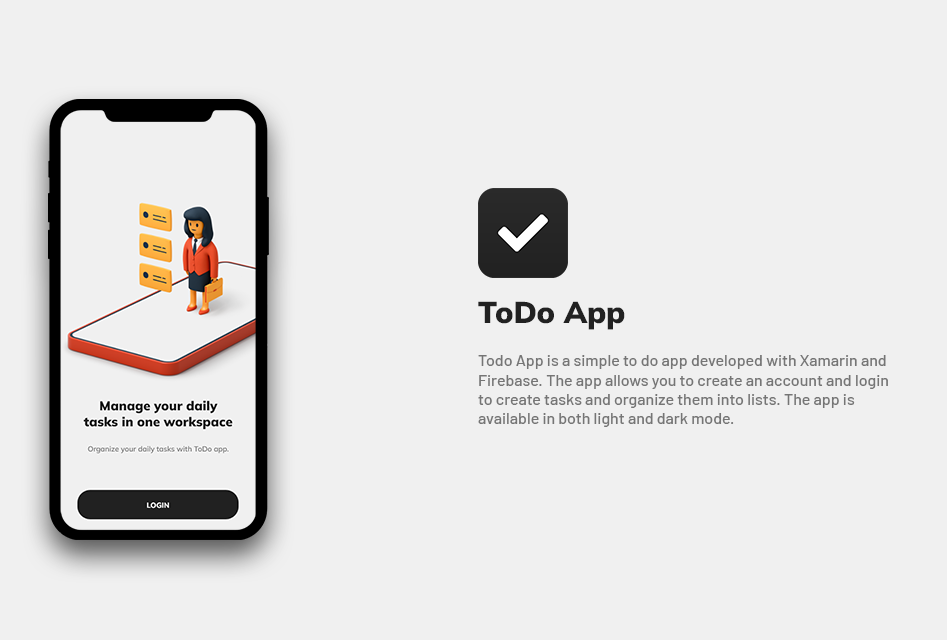 Manage your daily
tasks in one workspace
Organize your daily tasks with ToDo app.
LOGIN
ToDo App
Todo App is a simple to do app developed with Xamarin and
Firebase. The app allows you to create an account and login
to create tasks and organize them into lists. The app is
available in both light and dark mode.